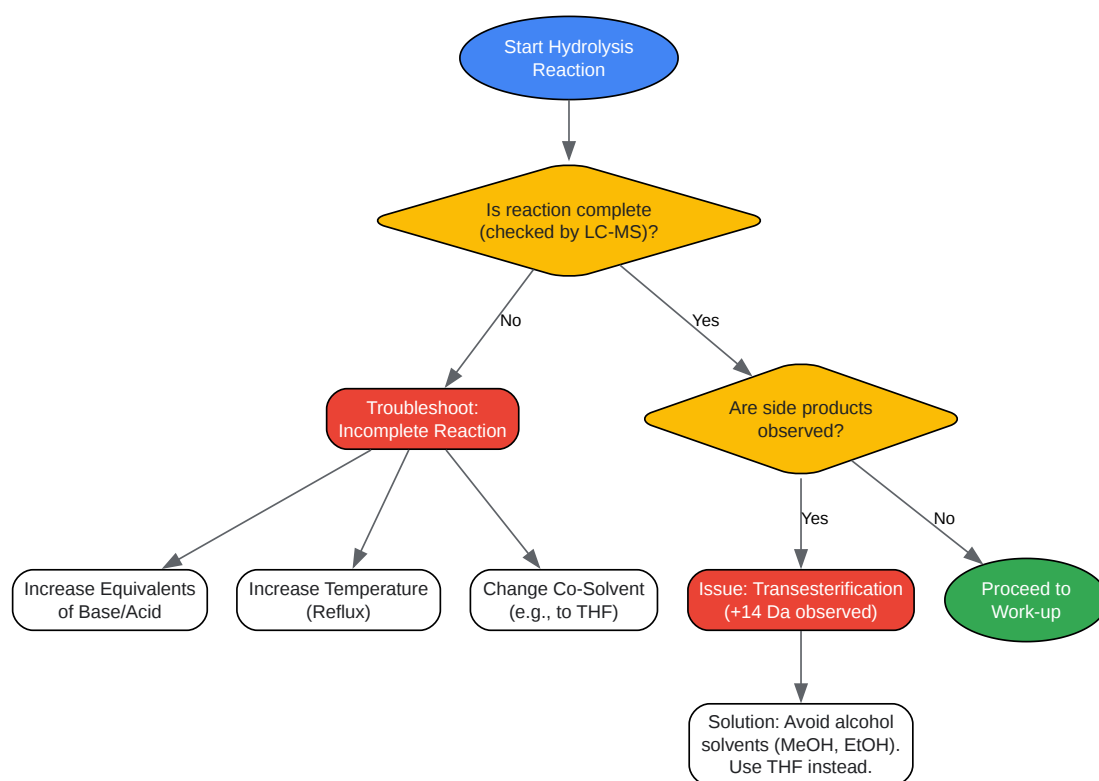 Start Hydrolysis
Reaction
Is reaction complete
(checked by LC-MS)?
No
Yes
Troubleshoot:
Incomplete Reaction
Are side products
observed?
Yes
No
Increase Equivalents
of Base/Acid
Increase Temperature
(Reflux)
Change Co-Solvent
(e.g., to THF)
Issue: Transesterification
(+14 Da observed)
Proceed to
Work-up
Solution: Avoid alcohol
solvents (MeOH, EtOH).
Use THF instead.